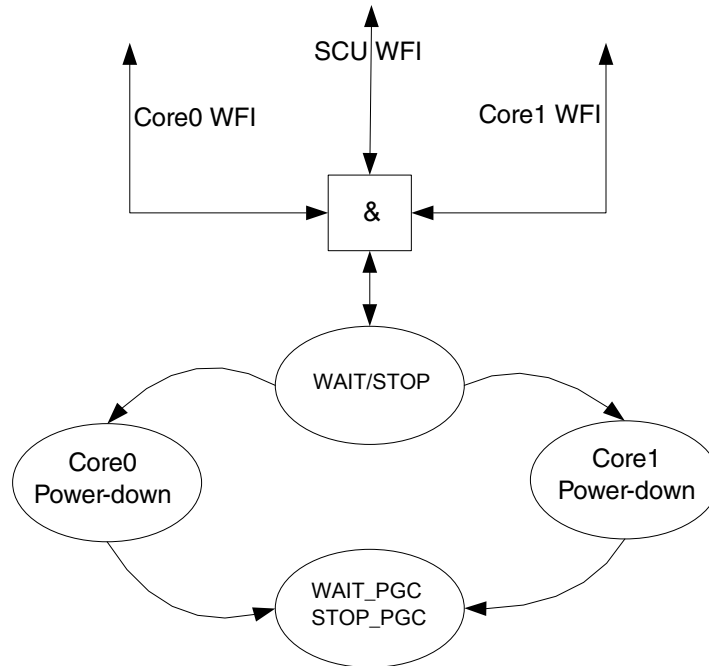 SCU WFI
Core0 WFI
Core1 WFI
&
WAIT/STOP
Core0
Power-down
Core1
Power-down
WAIT_PGC
STOP_PGC